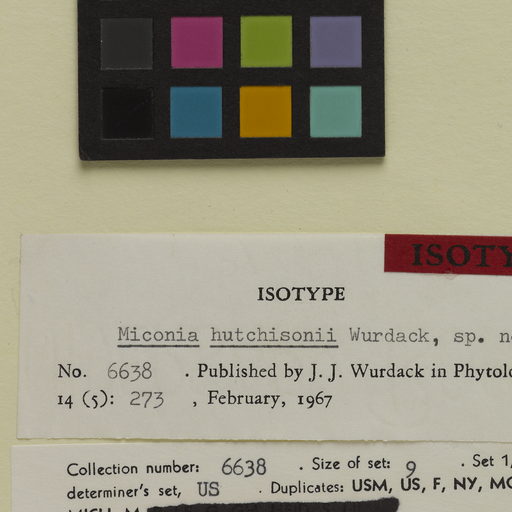 ISOTY
ISOTYPE
Miconia hutchisonii Wurdack, sp. n
No. 6638 . Published by J. J. Wurdack in Phytolo
14 (5): 273 , February, 1967
Collection number: 6638 . Size of set: 9 . Set 1,
determiner's set, US . Duplicates: USM, US, F, NY, MO